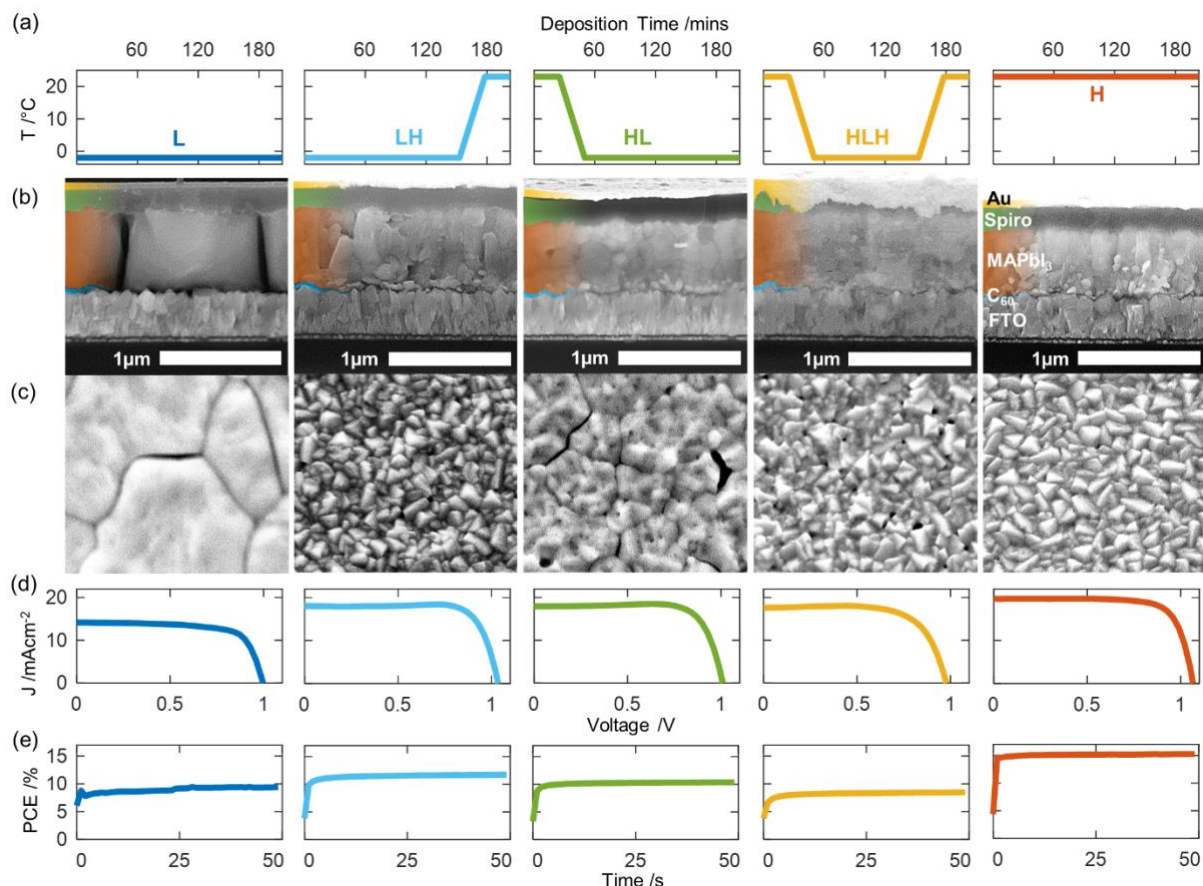 (a)
Deposition Time /mins
60 120 180 60 120 180 60 120 180 60 120 180 60 120 180
T /°C
20
10
0
L LH HL HLH H
(b)
Au
Spiro
MAPbI₃
C₆₀
FTO
1μm 1μm 1μm 1μm 1μm
(c)
(d)
J /mAcm⁻²
20
10
0
0 0.5 1 0 0.5 1 0 0.5 1 0 0.5 1 0 0.5 1
Voltage /V
(e)
PCE /%
15
10
5
0
0 25 50 0 25 50 0 25 50 0 25 50 0 25 50
Time /s